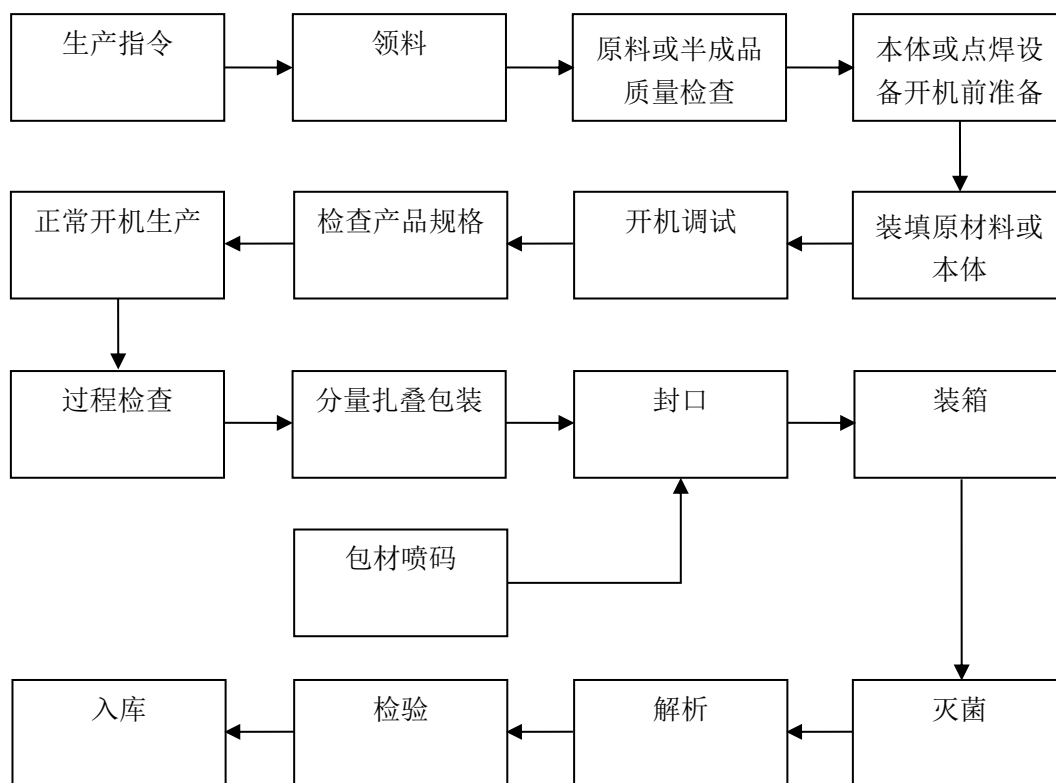 生产指令
领料
原料或半成品
质量检查
本体或点焊设
备开机前准备
正常开机生产
检查产品规格
开机调试
装填原材料或
本体
过程检查
分量扎叠包装
封口
装箱
包材喷码
入库
检验
解析
灭菌